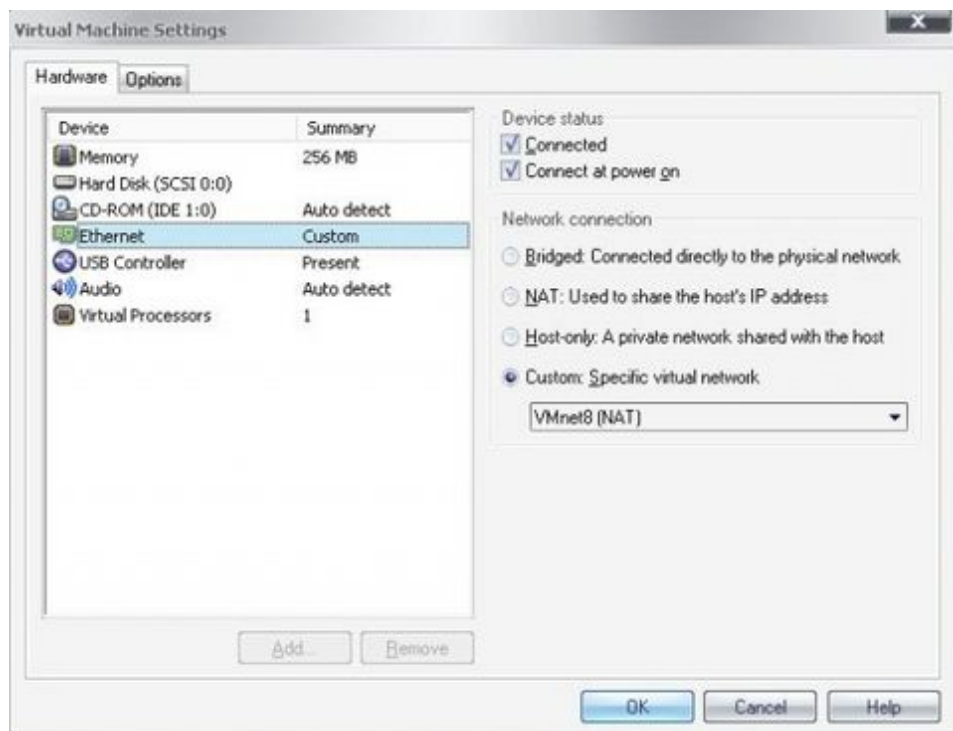 Virtual Machine Settings
Hardware Options
Device Summary
Memory 256 MB
Hard Disk (SCSI 0:0)
CD-ROM (IDE 1:0) Auto detect
Ethernet Custom
USB Controller Present
Audio Auto detect
Virtual Processors 1
Add... Remove
Device status
Connected
Connect at power on
Network connection
Bridged: Connected directly to the physical network
NAT: Used to share the host's IP address
Host-only: A private network shared with the host
Custom: Specific virtual network
VMnet8 (NAT)
OK Cancel Help